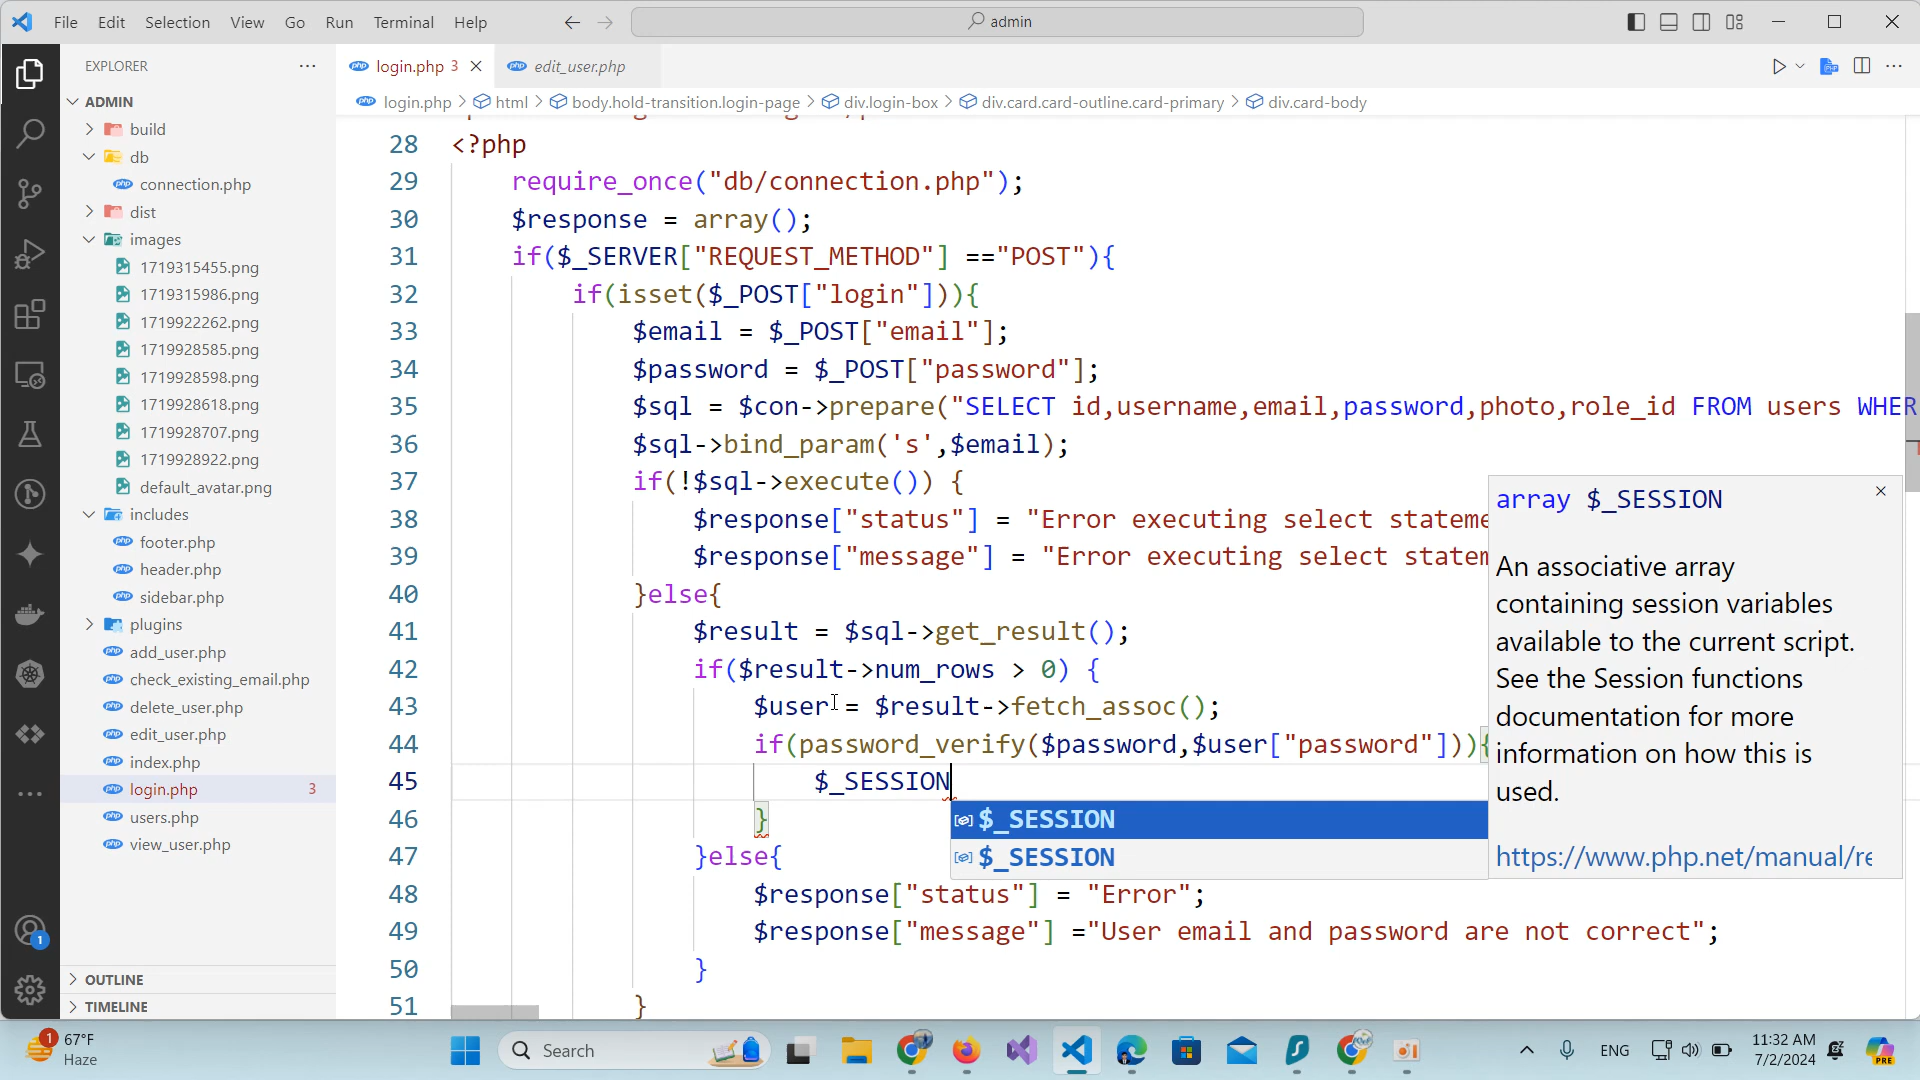 File Edit Selection View Go Run Terminal Help
admin
EXPLORER
login.php 3
edit_user.php
login.php > html > body.hold-transition.login-page > div.login-box > div.card.card-outline.card-primary > div.card-body
ADMIN
build
db
connection.php
dist
images
1719315455.png
1719315986.png
1719922262.png
1719928585.png
1719928598.png
1719928618.png
1719928707.png
1719928922.png
default_avatar.png
includes
footer.php
header.php
sidebar.php
plugins
add_user.php
check_existing_email.php
delete_user.php
edit_user.php
index.php
login.php 3
users.php
view_user.php
OUTLINE
TIMELINE
28 <?php
29 require_once("db/connection.php");
30 $response = array();
31 if($_SERVER["REQUEST_METHOD"] =="POST"){
32 if(isset($_POST["login"])){
33 $email = $_POST["email"];
34 $password = $_POST["password"];
35 $sql = $con->prepare("SELECT id,username,email,password,photo,role_id FROM users WHER
36 $sql->bind_param('s',$email);
37 if(!$sql->execute()) {
38 $response["status"] = "Error executing select stateme
39 $response["message"] = "Error executing select statem
40 }else{
41 $result = $sql->get_result();
42 if($result->num_rows > 0) {
43 $user = $result->fetch_assoc();
44 if(password_verify($password,$user["password"])){
45 $_SESSION
46 }
47 }else{
48 $response["status"] = "Error";
49 $response["message"] ="User email and password are not correct";
50 }
51 }
$_SESSION
$_SESSION
array $_SESSION
An associative array
containing session variables
available to the current script.
See the Session functions
documentation for more
information on how this is
used.
https://www.php.net/manual/re
1
1
67°F
Haze
Search
ENG
11:32 AM
7/2/2024
PRE